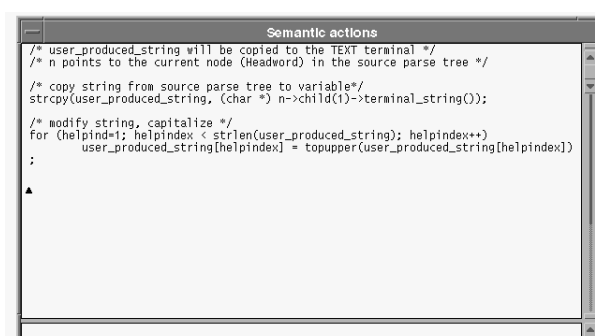 Semantic actions
/* user_produced_string will be copied to the TEXT terminal */
/* n points to the current node (Headword) in the source parse tree */
/* copy string from source parse tree to variable*/
strcpy(user_produced_string, (char *) n->child(1)->terminal_string());
/* modify string, capitalize */
for (helpind=1; helpindex < strlen(user_produced_string); helpindex++)
user_produced_string[helpindex] = topupper(user_produced_string[helpindex])
;